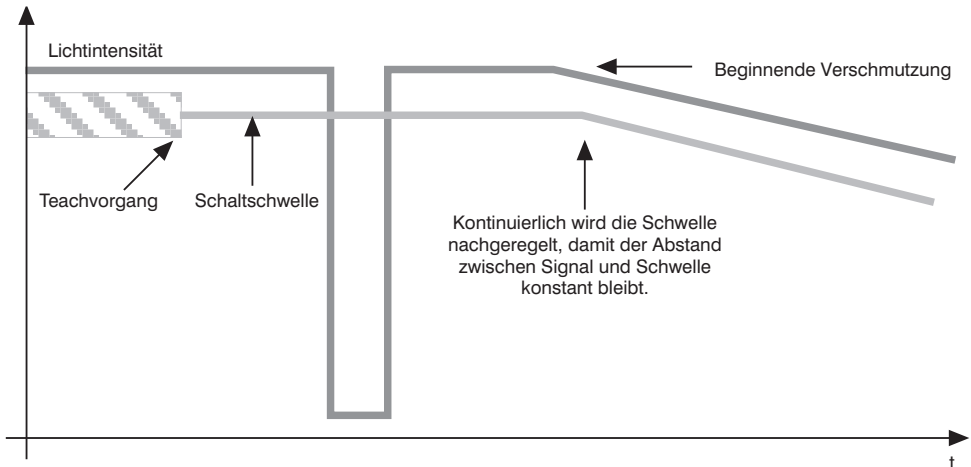 Lichtintensität
Beginnende Verschmutzung
Teachvorgang
Schaltschwelle
Kontinuierlich wird die Schwelle
nachgeregelt, damit der Abstand
zwischen Signal und Schwelle
konstant bleibt.
t